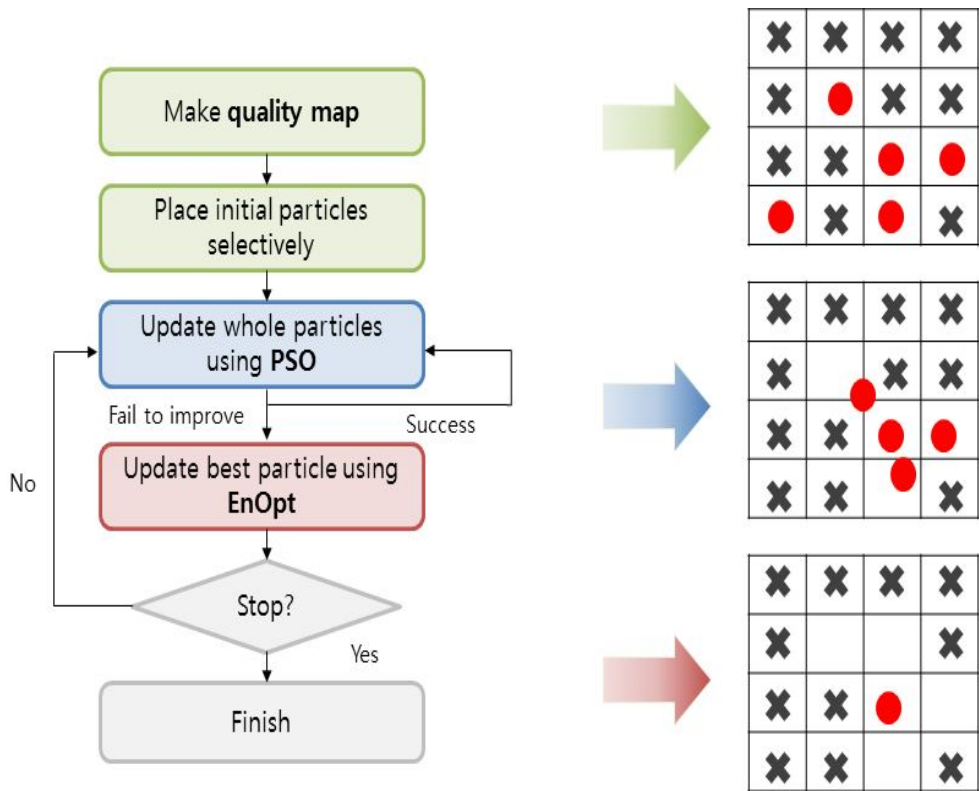 Make quality map
Place initial particles
selectively
Update whole particles
using PSO
Fail to improve
Success
Update best particle using
EnOpt
No
Stop?
Yes
Finish